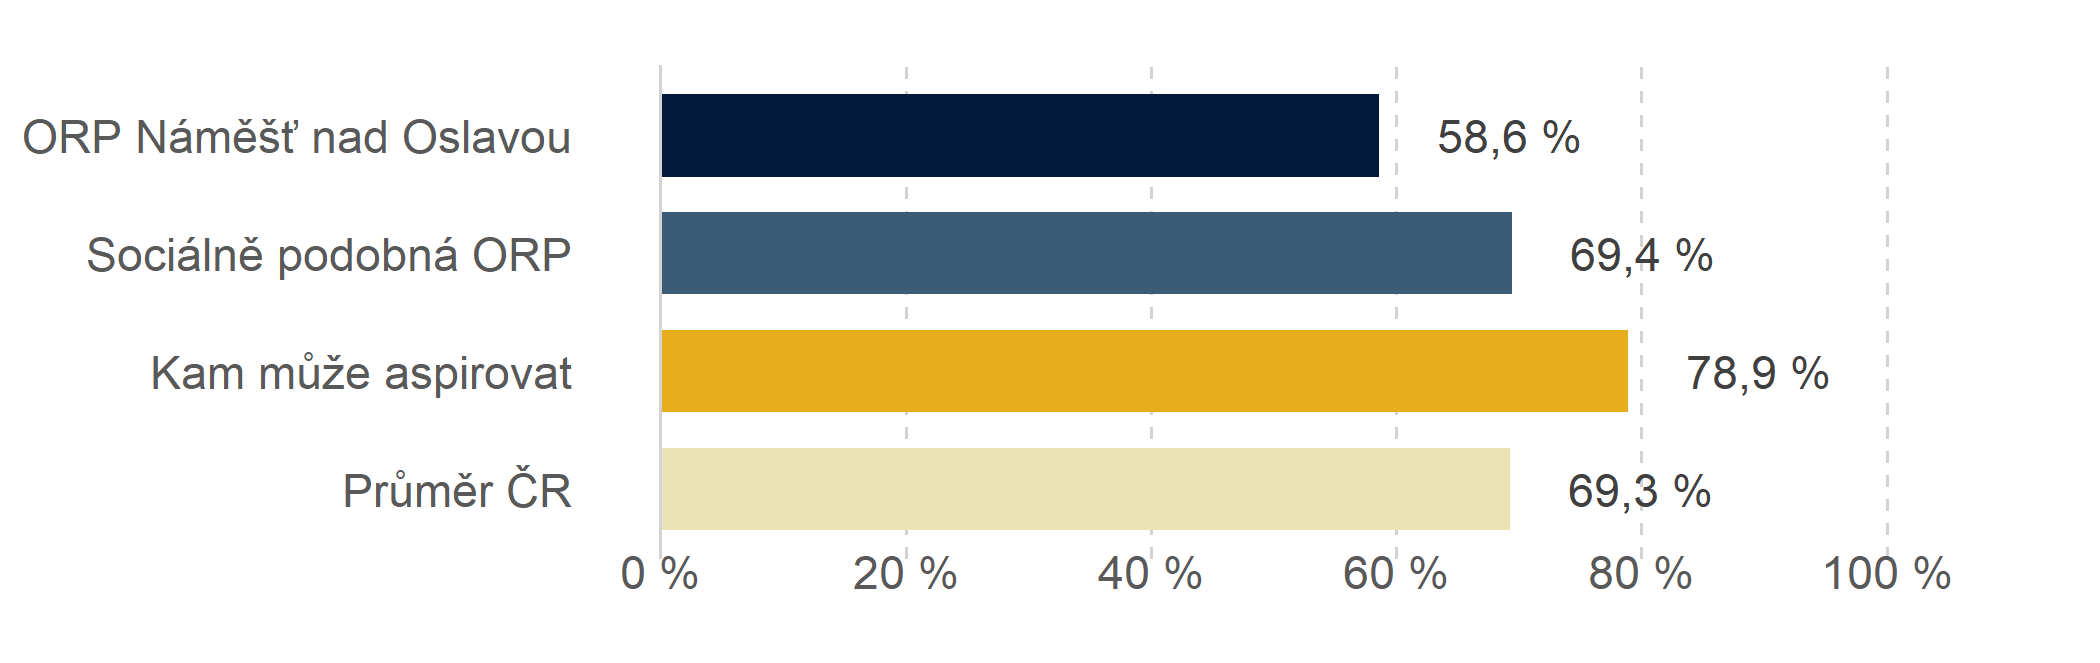 ORP Náměšť nad Oslavou
58,6 %
Sociálně podobná ORP
69,4 %
Kam může aspirovat
78,9 %
Průměr ČR
69,3 %
0 % 20 % 40 % 60 % 80 % 100 %